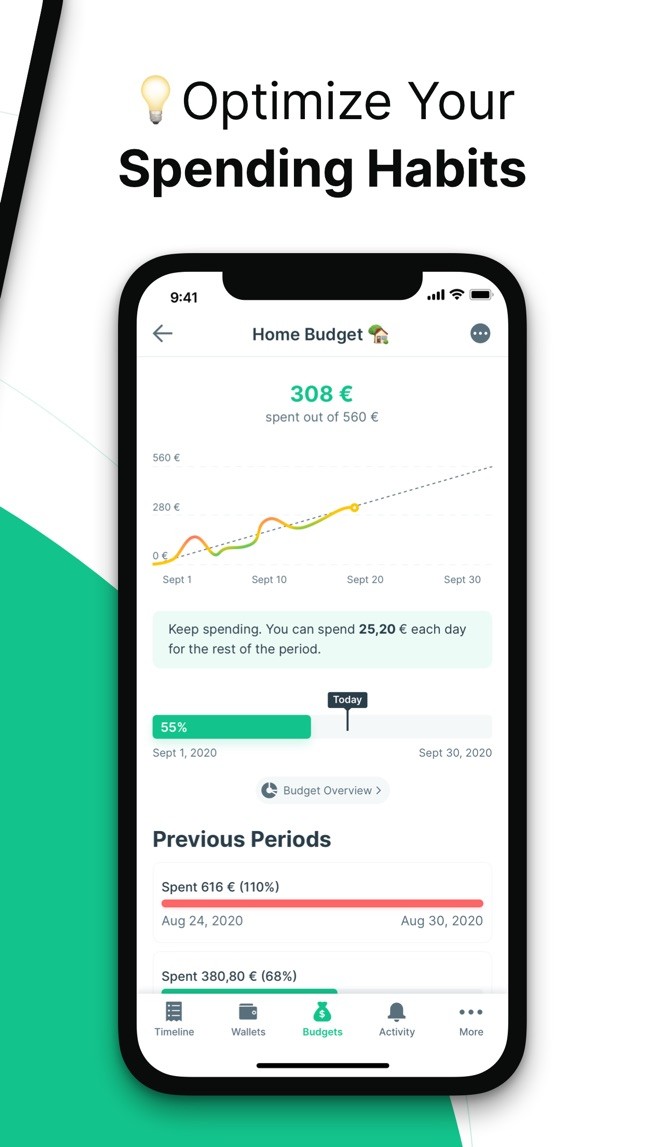 💡Optimize Your
Spending Habits
9:41
Home Budget 🏡
308 €
spent out of 560 €
560 €
280 €
0 €
Sept 1 Sept 10 Sept 20 Sept 30
Keep spending. You can spend 25,20 € each day
for the rest of the period.
Today
55%
Sept 1, 2020 Sept 30, 2020
Budget Overview >
Previous Periods
Spent 616 € (110%)
Aug 24, 2020 Aug 30, 2020
Spent 380,80 € (68%)
Timeline Wallets Budgets Activity More